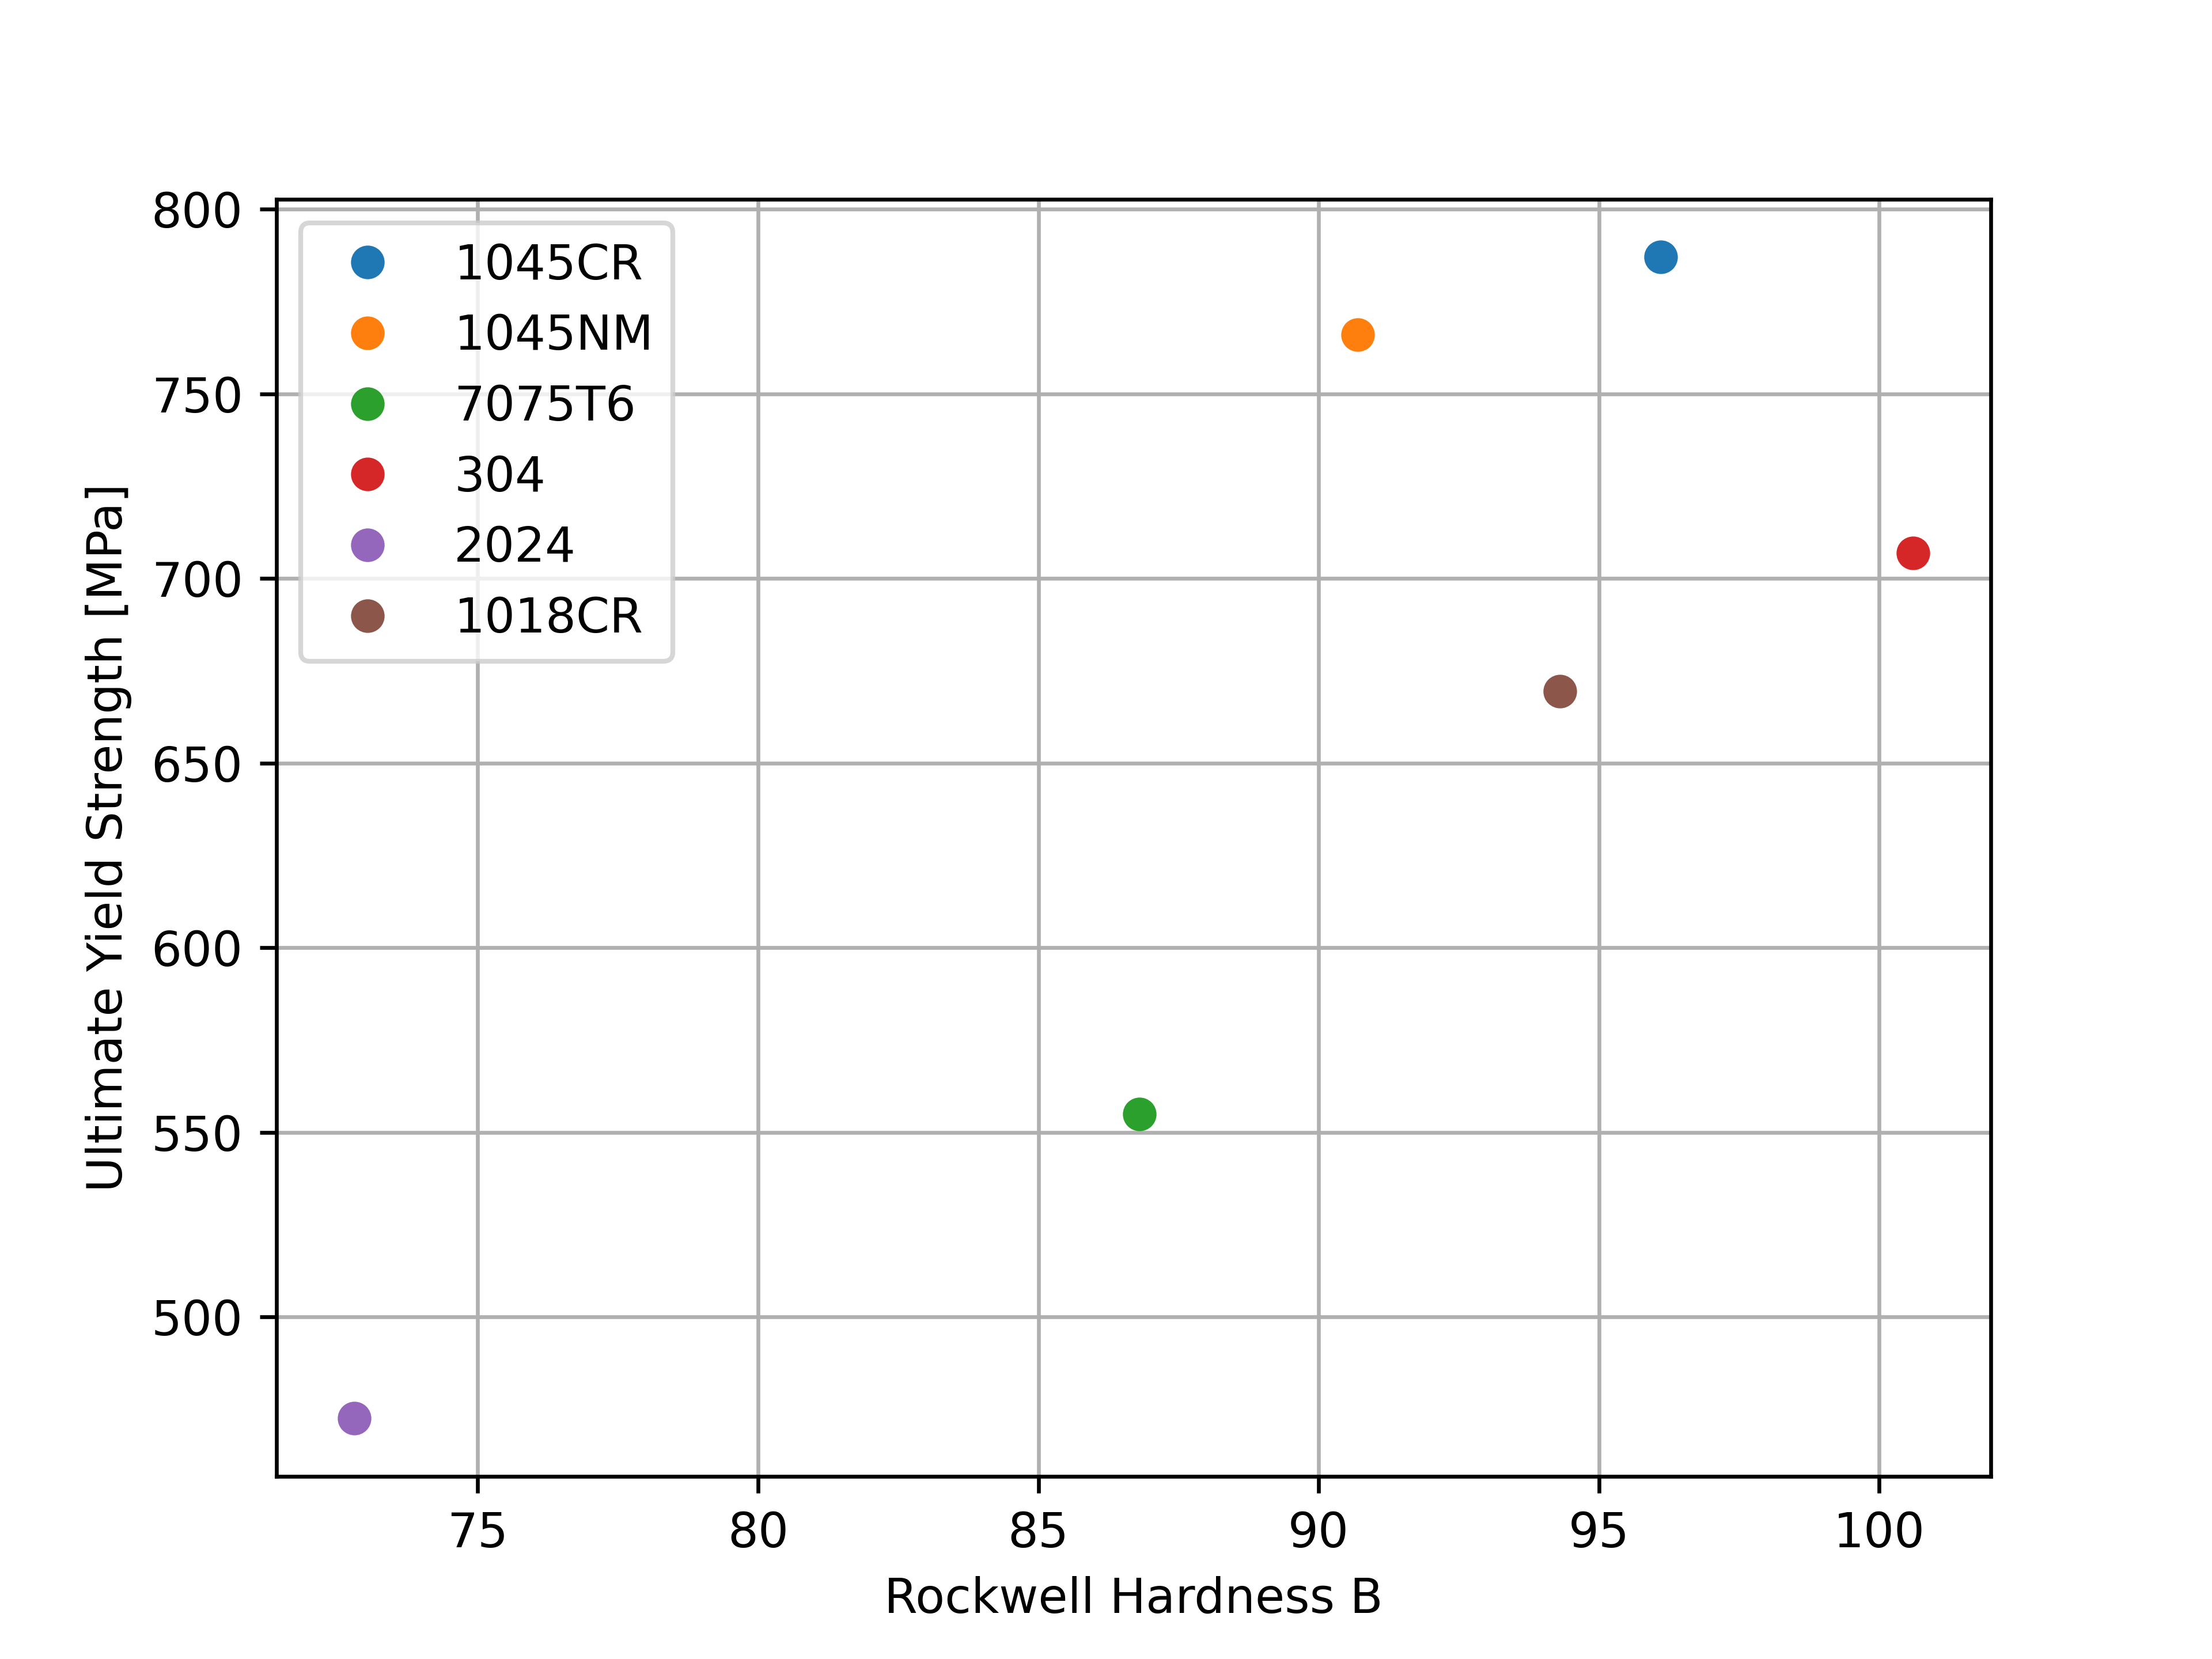 800
750
700
650
600
550
500
Ultimate Yield Strength [MPa]
1045CR
1045NM
7075T6
304
2024
1018CR
75 80 85 90 95 100
Rockwell Hardness B